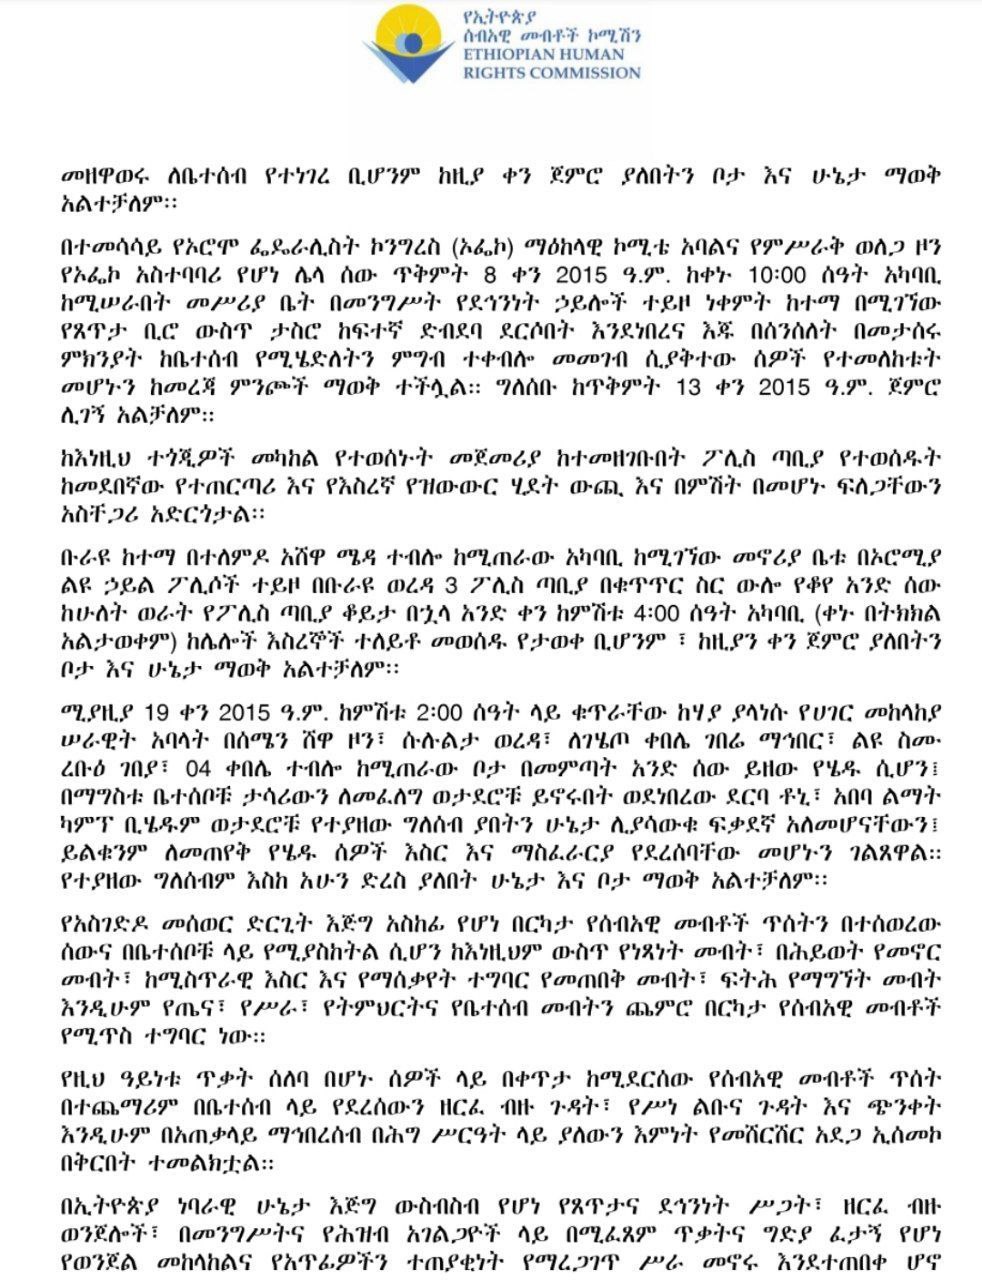 የኢትዮጵያ
ሰብአዊ መብቶች ኮሚሽን
ETHIOPIAN HUMAN
RIGHTS COMMISSION
መዘዋወሩ ለቤተሰብ የተነገረ ቢሆንም ከዚያ ቀን ጀምሮ ያለበትን ቦታ እና ሁኔታ ማወቅ
አልተቻለም፡፡
በተመሳሳይ የኦሮሞ ፌዴራሊስት ኮንግረስ (ኦፌኮ) ማዕከላዊ ኮሚቴ አባልና የምሥራቅ ወለጋ ዞን
የኦፌኮ አስተባባሪ የሆነ ሌላ ሰው ጥቅምት 8 ቀን 2015 ዓ.ም. ከቀኑ 10፡00 ሰዓት አካባቢ
ከሚሠራበት መሥሪያ ቤት በመንግሥት የደኅንነት ኃይሎች ተይዞ ነቀምት ከተማ በሚገኘው
የጸጥታ ቢሮ ውስጥ ታስሮ ከፍተኛ ድብደባ ደርሶበት እንደነበረና እጁ በሰንሰለት በመታሰሩ
ምክንያት ከቤተሰብ የሚሄድለትን ምግብ ተቀብሎ መመገብ ሲያቅተው ሰዎች የተመለከቱት
መሆኑን ከመረጃ ምንጮች ማወቅ ተችሏል፡፡ ግለሰቡ ከጥቅምት 13 ቀን 2015 ዓ.ም. ጀምሮ
ሊገኝ አልቻለም፡፡
ከእነዚህ ተጎጂዎች መካከል የተወሰኑት መጀመሪያ ከተመዘገቡበት ፖሊስ ጣቢያ የተወሰዱት
ከመደበኛው የተጠርጣሪ እና የእስረኛ የዝውውር ሂደት ውጪ እና በምሽት በመሆኑ ፍለጋቸውን
አስቸጋሪ አድርጎታል፡፡
ቡራዩ ከተማ በተለምዶ አሸዋ ሜዳ ተብሎ ከሚጠራው አካባቢ ከሚገኘው መኖሪያ ቤቱ በኦሮሚያ
ልዩ ኃይል ፖሊሶች ተይዞ በቡራዩ ወረዳ 3 ፖሊስ ጣቢያ በቁጥጥር ስር ውሎ የቆየ አንድ ሰው
ከሁለት ወራት የፖሊስ ጣቢያ ቆይታ በኋላ አንድ ቀን ከምሽቱ 4፡00 ሰዓት አካባቢ (ቀኑ በትክክል
አልታወቀም) ከሌሎች እስረኞች ተለይቶ መወሰዱ የታወቀ ቢሆንም ፣ ከዚያን ቀን ጀምሮ ያለበትን
ቦታ እና ሁኔታ ማወቅ አልተቻለም፡፡
ሚያዚያ 19 ቀን 2015 ዓ.ም. ከምሽቱ 2፡00 ሰዓት ላይ ቁጥራቸው ከሃያ ያላነሱ የሀገር መከላከያ
ሠራዊት አባላት በሰሜን ሸዋ ዞን፣ ሱሉልታ ወረዳ፣ ለገሄጦ ቀበሌ ገበሬ ማኅበር፣ ልዩ ስሙ
ረቡዕ ገበያ፣ 04 ቀበሌ ተብሎ ከሚጠራው ቦታ በመምጣት አንድ ሰው ይዘው የሄዱ ሲሆን፤
በማግስቱ ቤተሰቦቹ ታሳሪውን ለመፈለግ ወታደሮቹ ይኖሩበት ወደነበረው ደርባ ቶኒ፣ አበባ ልማት
ካምፕ ቢሄዱም ወታደሮቹ የተያዘው ግለሰብ ያበትን ሁኔታ ሊያሳውቁ ፍቃደኛ አለመሆናቸውን፤
ይልቁንም ለመጠየቅ የሄዱ ሰዎች እስር እና ማስፈራርያ የደረሰባቸው መሆኑን ገልጸዋል፡፡
የተያዘው ግለሰብም እስከ አሁን ድረስ ያለበት ሁኔታ እና ቦታ ማወቅ አልተቻለም፡፡
የአስገድዶ መሰወር ድርጊት እጅግ አስከፊ የሆነ በርካታ የሰብአዊ መብቶች ጥሰትን በተሰወረው
ሰውና በቤተሰቦቹ ላይ የሚያስከትል ሲሆን ከእነዚህም ውስጥ የነጻነት መብት፣ በሕይወት የመኖር
መብት፣ ከሚስጥራዊ እስር እና የማሰቃየት ተግባር የመጠበቅ መብት፣ ፍትሕ የማግኘት መብት
እንዲሁም የጤና፣ የሥራ፣ የትምህርትና የቤተሰብ መብትን ጨምሮ በርካታ የሰብአዊ መብቶች
የሚጥስ ተግባር ነው፡፡
የዚህ ዓይነቱ ጥቃት ሰለባ በሆኑ ሰዎች ላይ በቀጥታ ከሚደርሰው የሰብአዊ መብቶች ጥሰት
በተጨማሪም በቤተሰብ ላይ የደረሰውን ዘርፈ ብዙ ጉዳት፣ የሥነ ልቡና ጉዳት እና ጭንቀት
እንዲሁም በአጠቃላይ ማኅበረሰብ በሕግ ሥርዓት ላይ ያለውን እምነት የመሸርሸር አደጋ ኢሰመኮ
በቅርበት ተመልክቷል፡፡
በኢትዮጵያ ነባራዊ ሁኔታ እጅግ ውስብስብ የሆነ የጸጥታና ደኅንነት ሥጋት፣ ዘርፈ ብዙ
ወንጀሎች፣ በመንግሥትና የሕዝብ አገልጋዮች ላይ በሚፈጸም ጥቃትና ግድያ ፈታኝ የሆነ
የወንጀል መከላከልና የአጥፊዎችን ተጠያቂነት የማረጋገጥ ሥራ መኖሩ እንደተጠበቀ ሆኖ